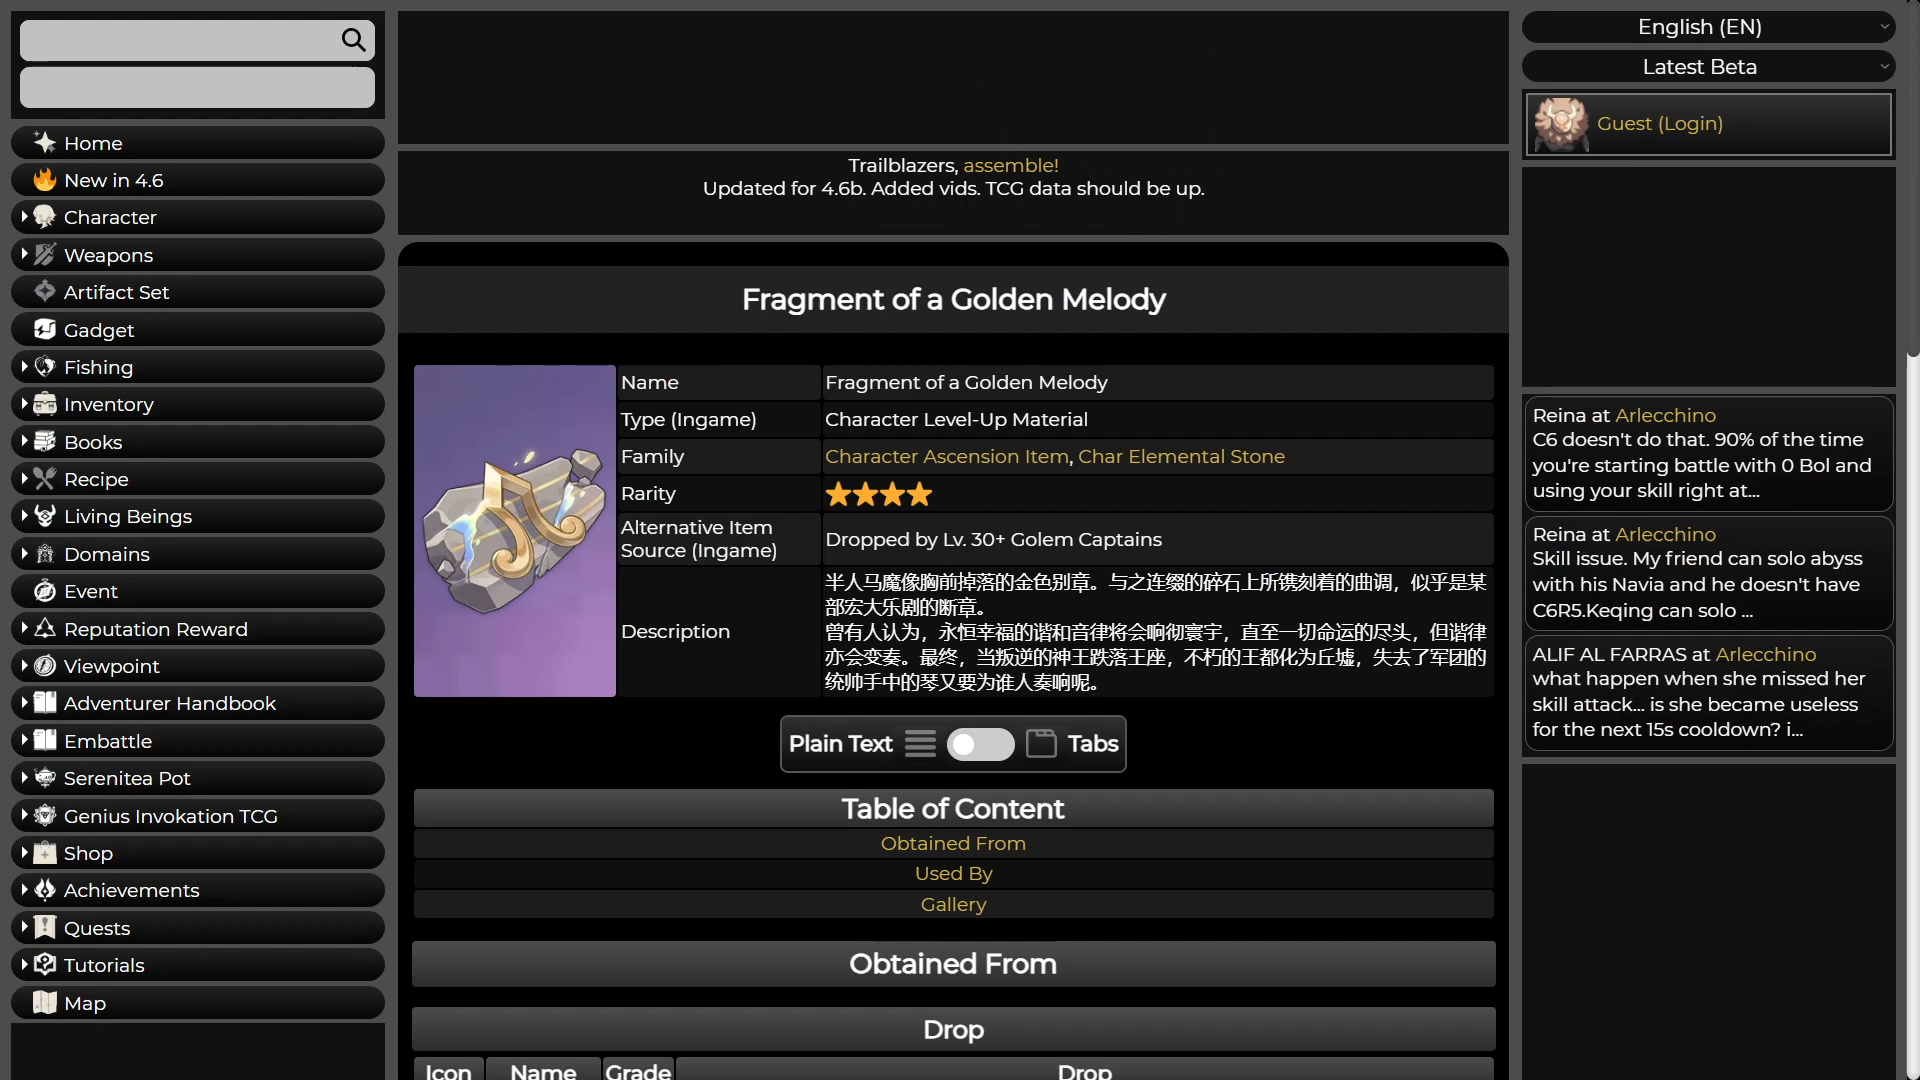 Home
New in 4.6
Character
Weapons
Artifact Set
Gadget
Fishing
Inventory
Books
Recipe
Living Beings
Domains
Event
Reputation Reward
Viewpoint
Adventurer Handbook
Embattle
Serenitea Pot
Genius Invokation TCG
Shop
Achievements
Quests
Tutorials
Map
Trailblazers, assemble!
Updated for 4.6b. Added vids. TCG data should be up.
Fragment of a Golden Melody
Name Fragment of a Golden Melody
Type (Ingame) Character Level-Up Material
Family Character Ascension Item, Char Elemental Stone
Rarity
Alternative Item
Source (Ingame)
Dropped by Lv. 30+ Golem Captains
Description
半人马魔像胸前掉落的金色别章。与之连缀的碎石上所镌刻着的曲调，似乎是某
部宏大乐剧的断章。
曾有人认为，永恒幸福的谐和音律将会响彻寰宇，直至一切命运的尽头，但谐律
亦会变奏。最终，当叛逆的神王跌落王座，不朽的王都化为丘墟，失去了军团的
统帅手中的琴又要为谁人奏响呢。
Plain Text Tabs
Table of Content
Obtained From
Used By
Gallery
Obtained From
Drop
Icon Name Grade Drop
English (EN)
Latest Beta
Guest (Login)
Reina at Arlecchino
C6 doesn't do that. 90% of the time
you're starting battle with 0 Bol and
using your skill right at...
Reina at Arlecchino
Skill issue. My friend can solo abyss
with his Navia and he doesn't have
C6R5.Keqing can solo ...
ALIF AL FARRAS at Arlecchino
what happen when she missed her
skill attack... is she became useless
for the next 15s cooldown? i...